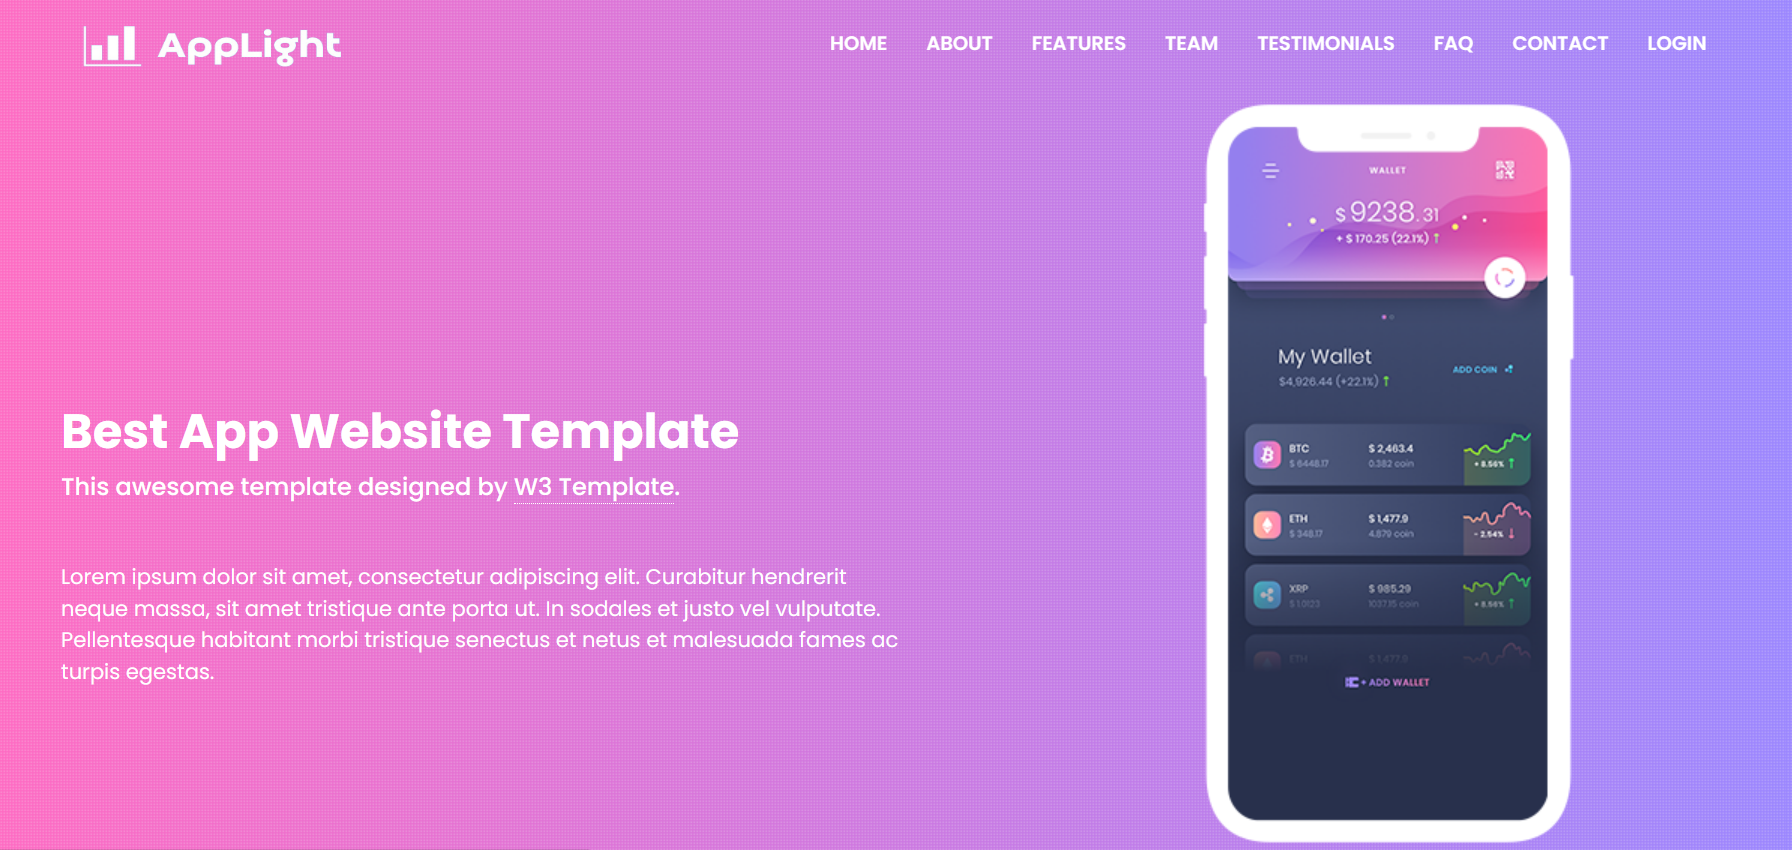 AppLight
HOME ABOUT FEATURES TEAM TESTIMONIALS FAQ CONTACT LOGIN
Best App Website Template
This awesome template designed by W3 Template.
Lorem ipsum dolor sit amet, consectetur adipiscing elit. Curabitur hendrerit
neque massa, sit amet tristique ante porta ut. In sodales et justo vel vulputate.
Pellentesque habitant morbi tristique senectus et netus et malesuada fames ac
turpis egestas.
WALLET
$ 9238.31
+ $ 170.25 (22.1%) ↑
My Wallet
$4,926.44 (+22.1%) ↑
ADD COIN
BTC $ 2,463.4
$ 6448.17 0.382 coin + 8.56% ↑
ETH $ 1,477.9
$ 348.17 4.879 coin - 2.54% ↓
XRP $ 985.29
$ 1.0123 1037.15 coin + 8.56% ↑
ETH $ 1,477.9
+ ADD WALLET